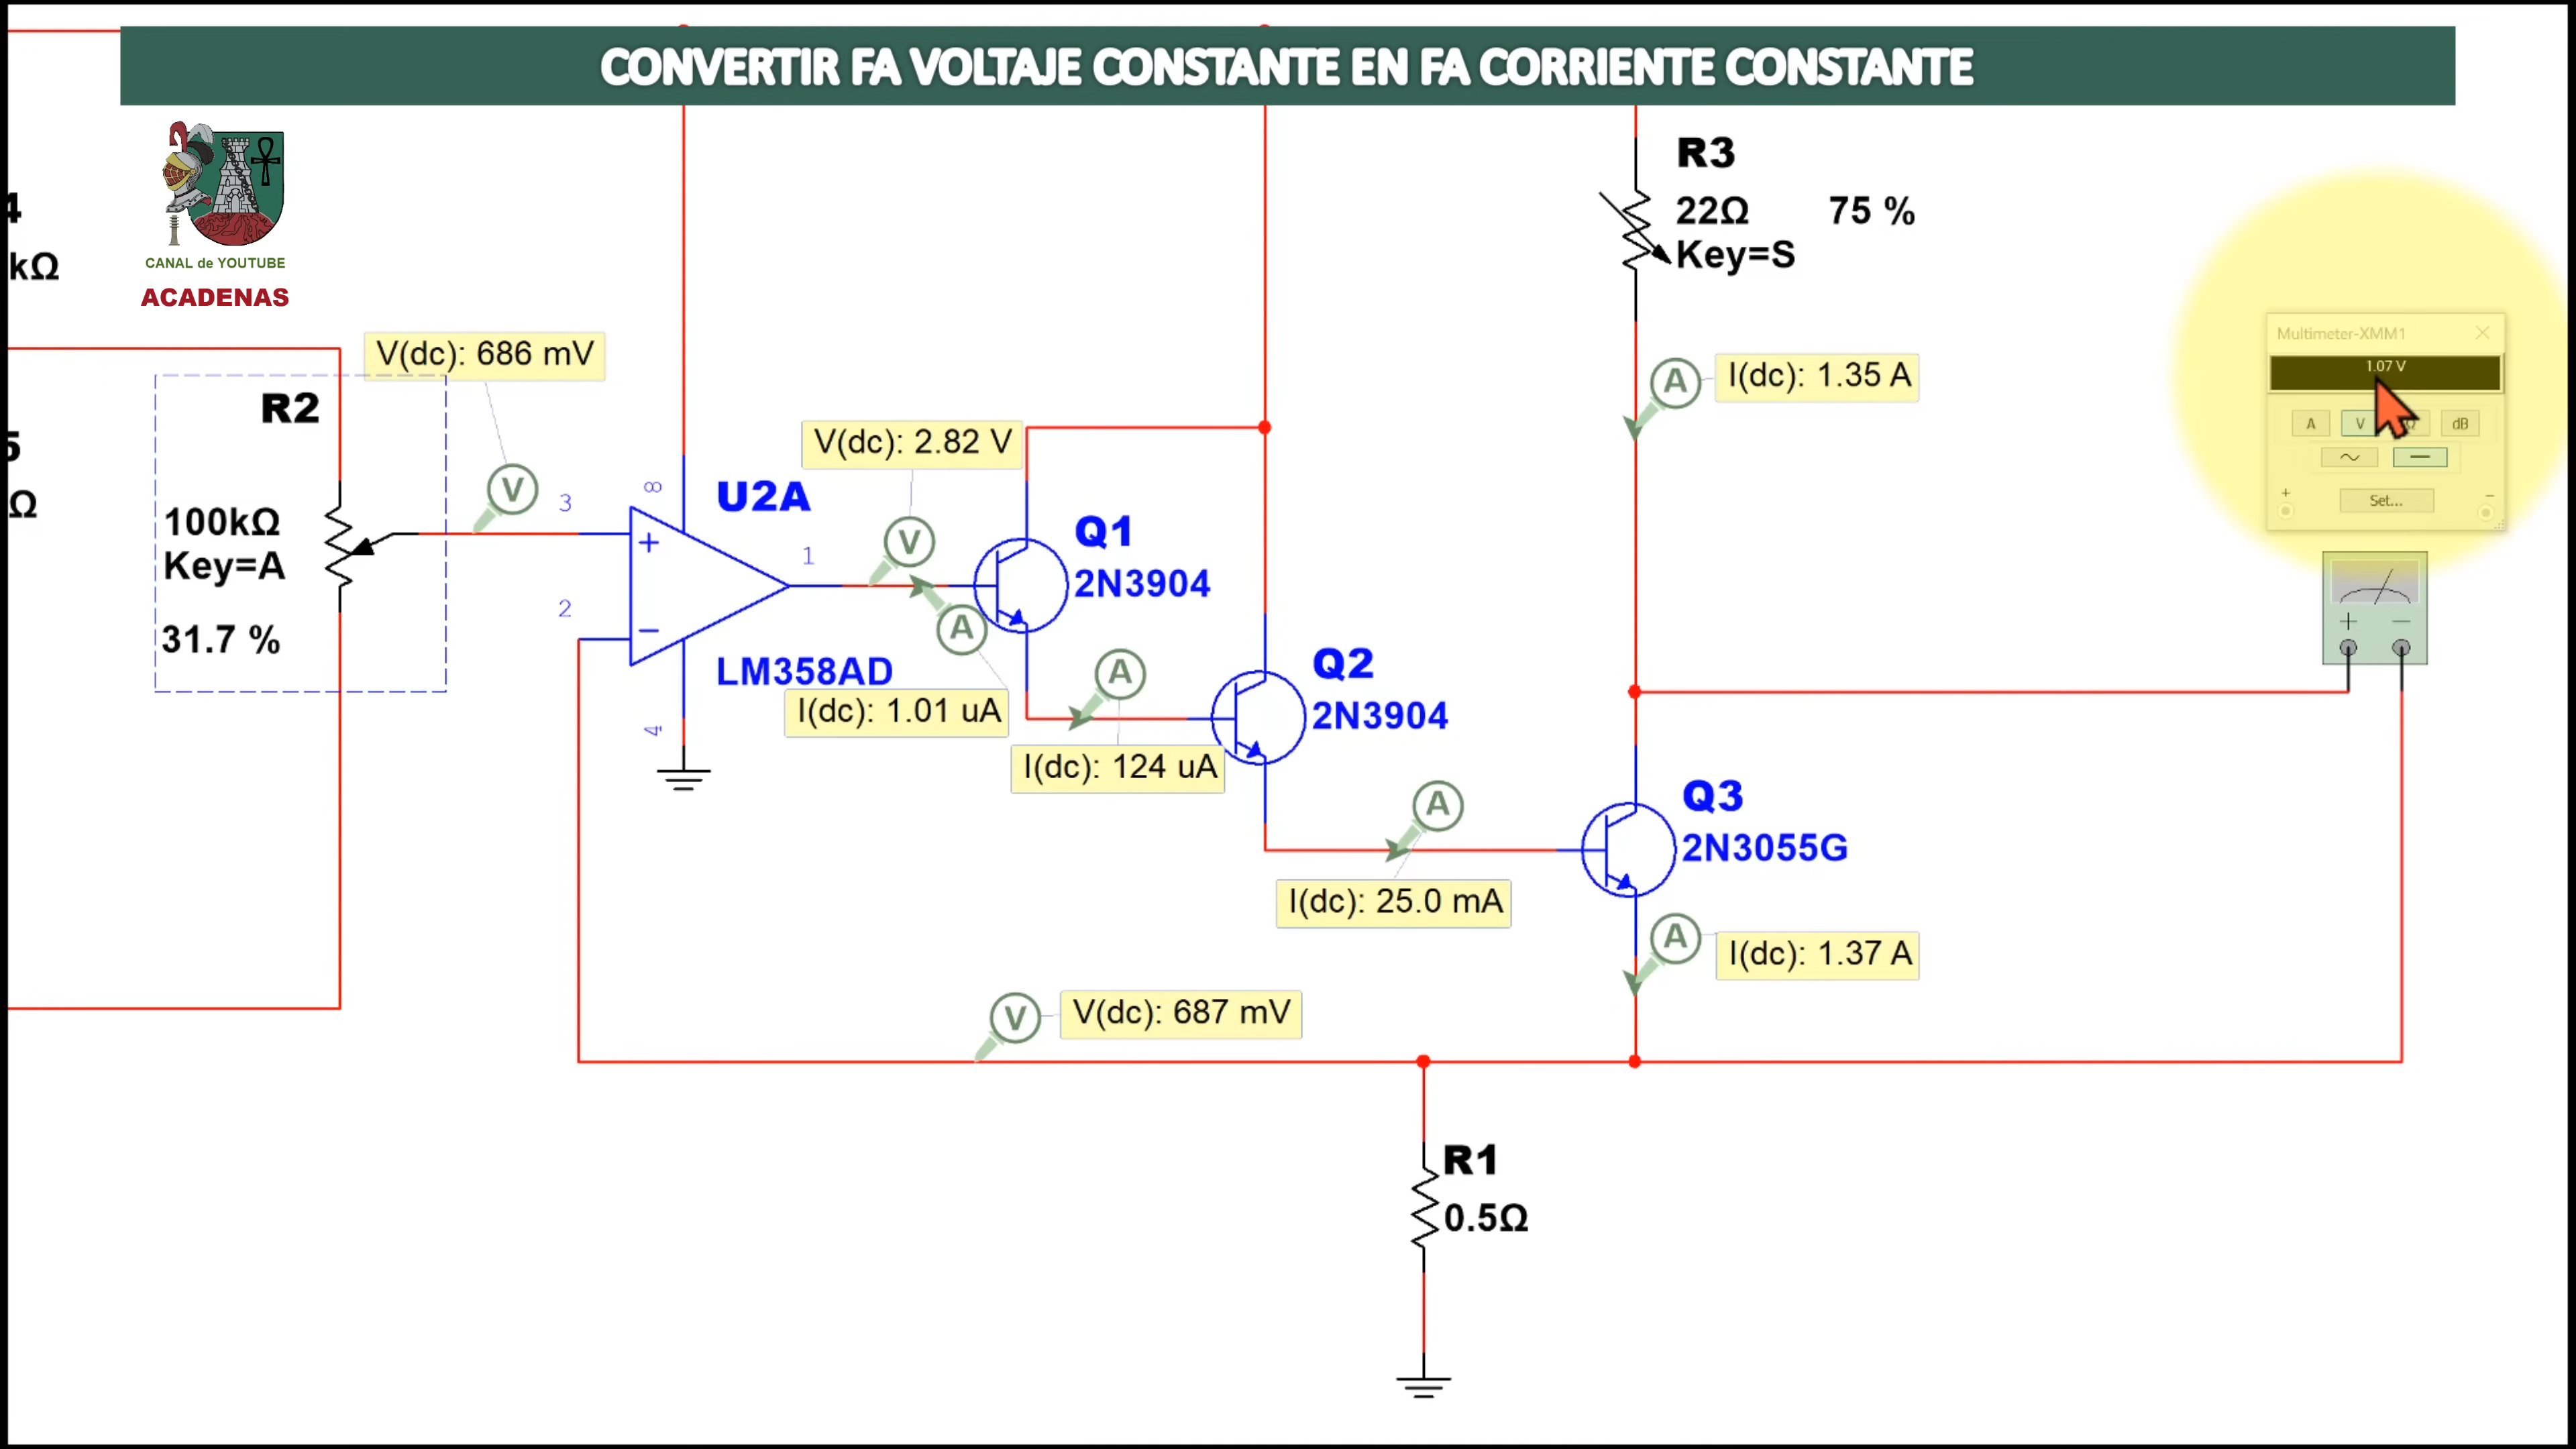 CONVERTIR FA VOLTAJE CONSTANTE EN FA CORRIENTE CONSTANTE
CANAL de YOUTUBE
ACADENAS
4
kΩ
5
Ω
R3
22Ω 75 %
Key=S
Multimeter-XMM1
1.07 V
A V Ω dB
Set...
+ −
V(dc): 686 mV
R2
100kΩ
Key=A
31.7 %
V
3
8
U2A
+
2
−
1
4
LM358AD
V(dc): 2.82 V
V
A
I(dc): 1.01 uA
Q1
2N3904
A
I(dc): 124 uA
Q2
2N3904
A
I(dc): 1.35 A
+ −
A
I(dc): 25.0 mA
Q3
2N3055G
A
I(dc): 1.37 A
V
V(dc): 687 mV
R1
0.5Ω